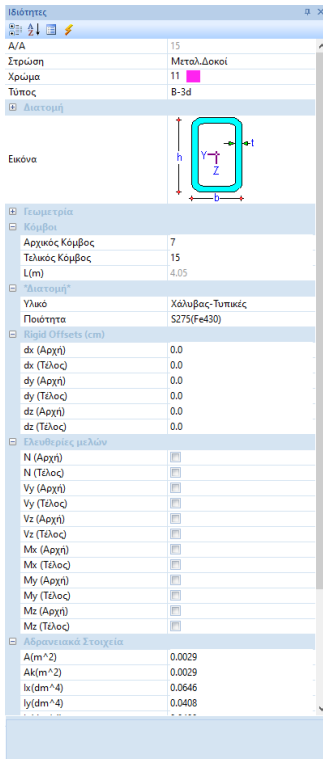 Ιδιότητες
A/A 15
Στρώση Μεταλ.Δοκοί
Χρώμα 11
Τύπος B-3d
Διατομή
Εικόνα h Y Z t b
Γεωμετρία
Κόμβοι
Αρχικός Κόμβος 7
Τελικός Κόμβος 15
L(m) 4.05
"Διατομή"
Υλικό Χάλυβας-Τυπικές
Ποιότητα S275(Fe430)
Rigid Offsets (cm)
dx (Αρχή) 0.0
dx (Τέλος) 0.0
dy (Αρχή) 0.0
dy (Τέλος) 0.0
dz (Αρχή) 0.0
dz (Τέλος) 0.0
Ελευθερίες μελών
N (Αρχή)
N (Τέλος)
Vy (Αρχή)
Vy (Τέλος)
Vz (Αρχή)
Vz (Τέλος)
Mx (Αρχή)
Mx (Τέλος)
My (Αρχή)
My (Τέλος)
Mz (Αρχή)
Mz (Τέλος)
Αδρανειακά Στοιχεία
A(m^2) 0.0029
Ak(m^2) 0.0029
Ix(dm^4) 0.0646
Iy(dm^4) 0.0408